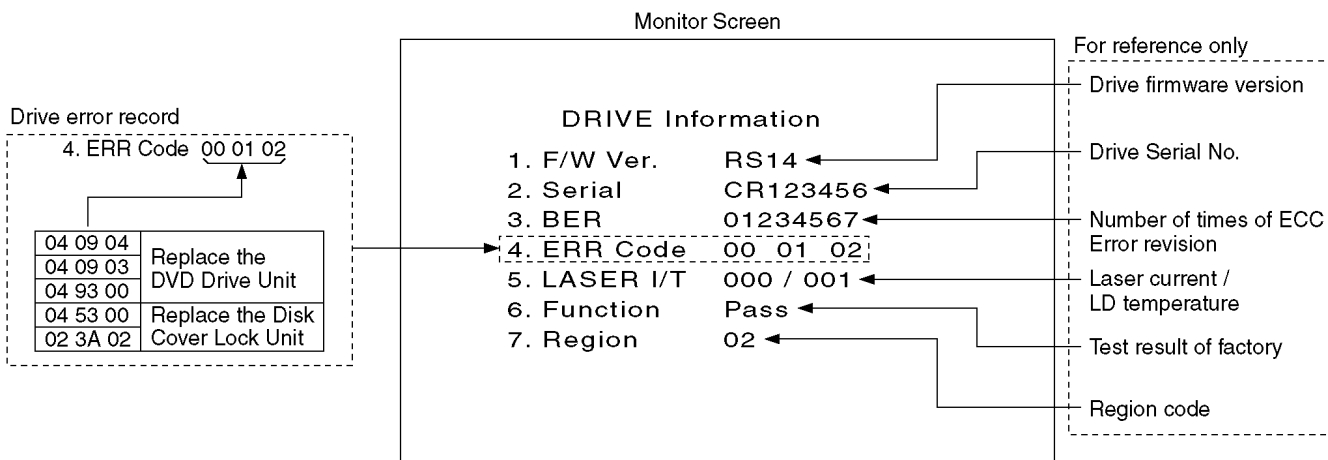 Monitor Screen
Drive error record
4. ERR Code 00 01 02
04 09 04
04 09 03
04 93 00
Replace the
DVD Drive Unit
04 53 00
02 3A 02
Replace the Disk
Cover Lock Unit
DRIVE Information
1. F/W Ver. RS14
2. Serial CR123456
3. BER 01234567
4. ERR Code 00 01 02
5. LASER I/T 000 / 001
6. Function Pass
7. Region 02
For reference only
Drive firmware version
Drive Serial No.
Number of times of ECC
Error revision
Laser current /
LD temperature
Test result of factory
Region code